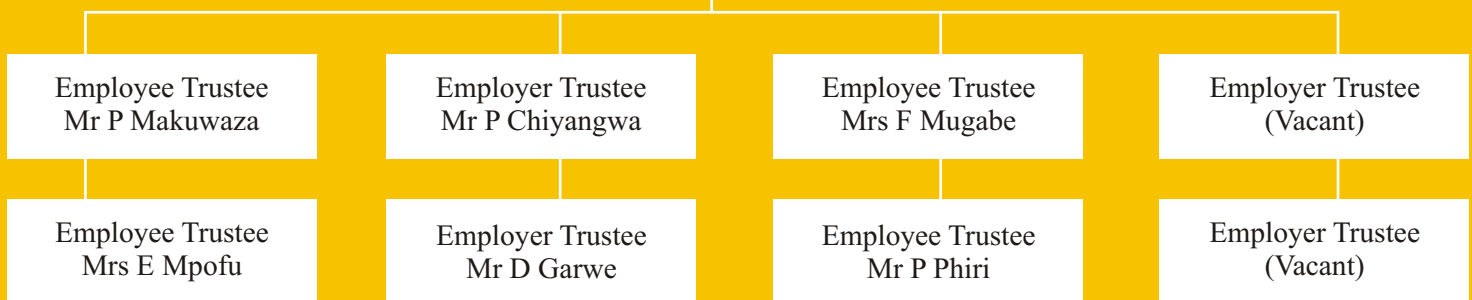 Employee Trustee
Mr P Makuwaza
Employer Trustee
Mr P Chiyangwa
Employee Trustee
Mrs F Mugabe
Employer Trustee
(Vacant)
Employee Trustee
Mrs E Mpofu
Employer Trustee
Mr D Garwe
Employee Trustee
Mr P Phiri
Employer Trustee
(Vacant)